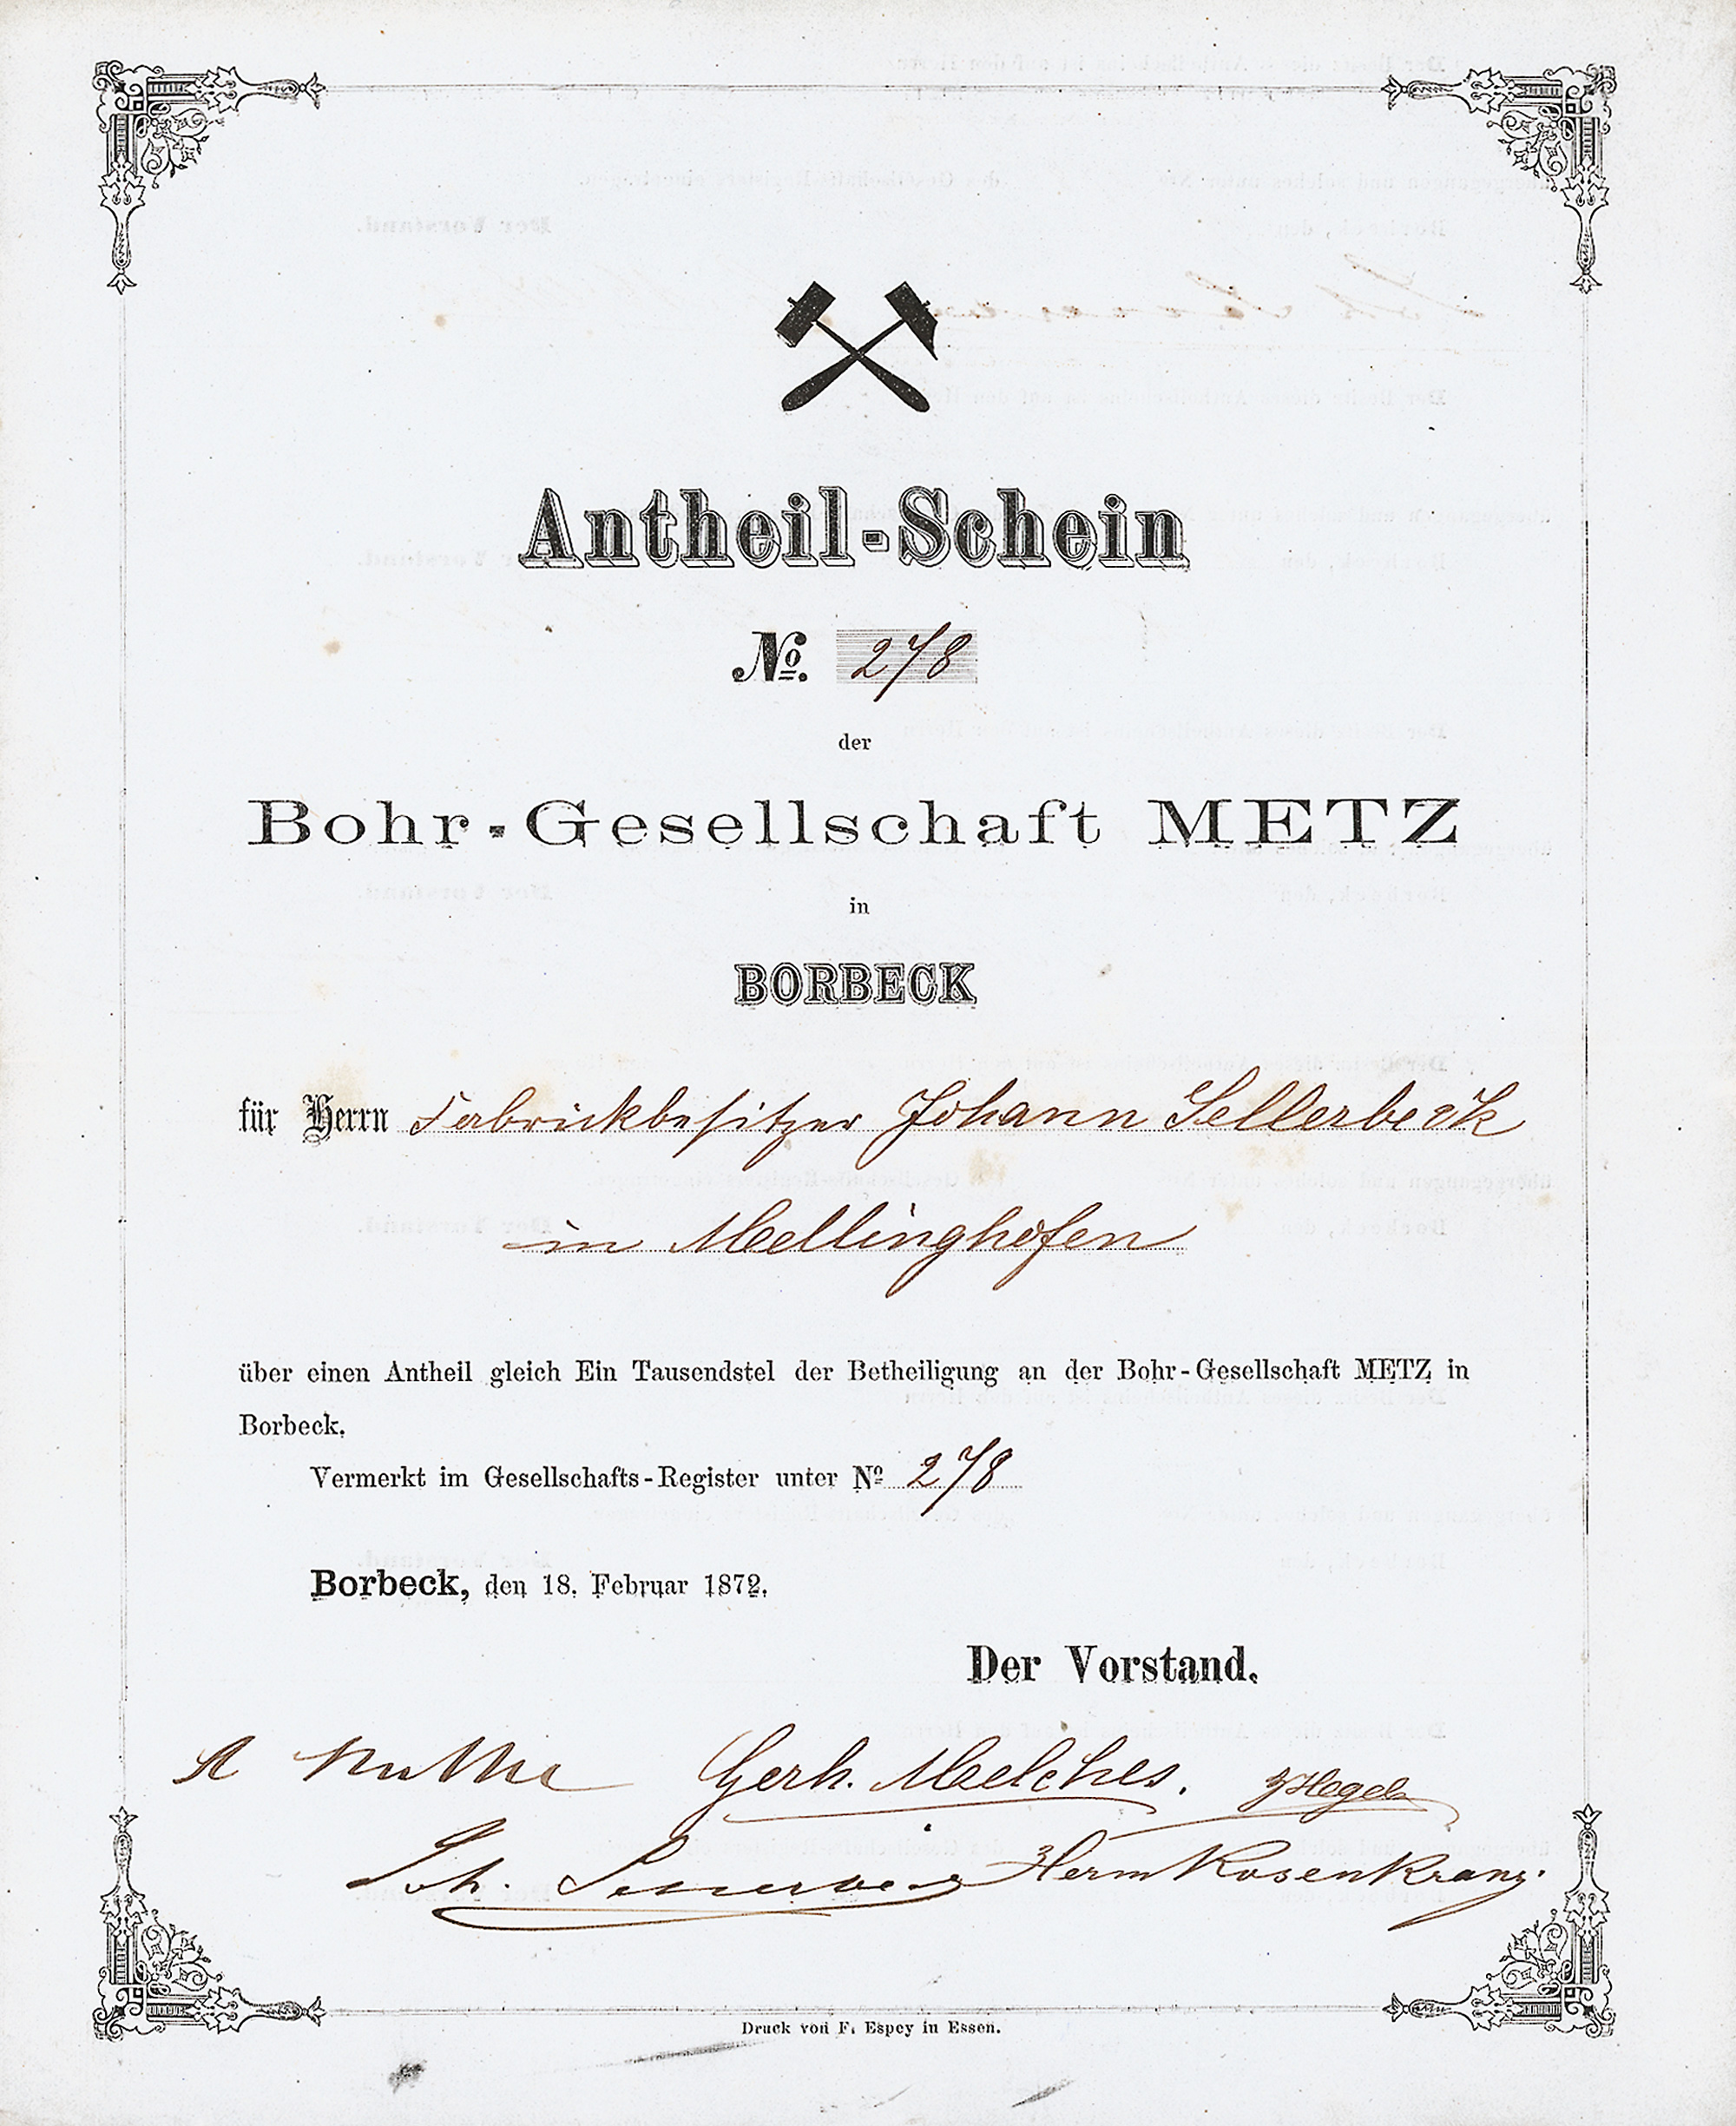 Antheil-Schein
No. 278
der
Bohr-Gesellschaft METZ
in
BORBECK
für Herrn Fabrickbesitzer Johann Sellerbeck
in Mellinghofen
über einen Antheil gleich Ein Tausendstel der Betheiligung an der Bohr-Gesellschaft METZ in
Borbeck.
Vermerkt im Gesellschafts-Register unter No 278
Borbeck, den 18. Februar 1872.
Der Vorstand.
A Gerh. Melches.
Joh. Herm Rosenkranz.
Druck von F. Espey in Essen.